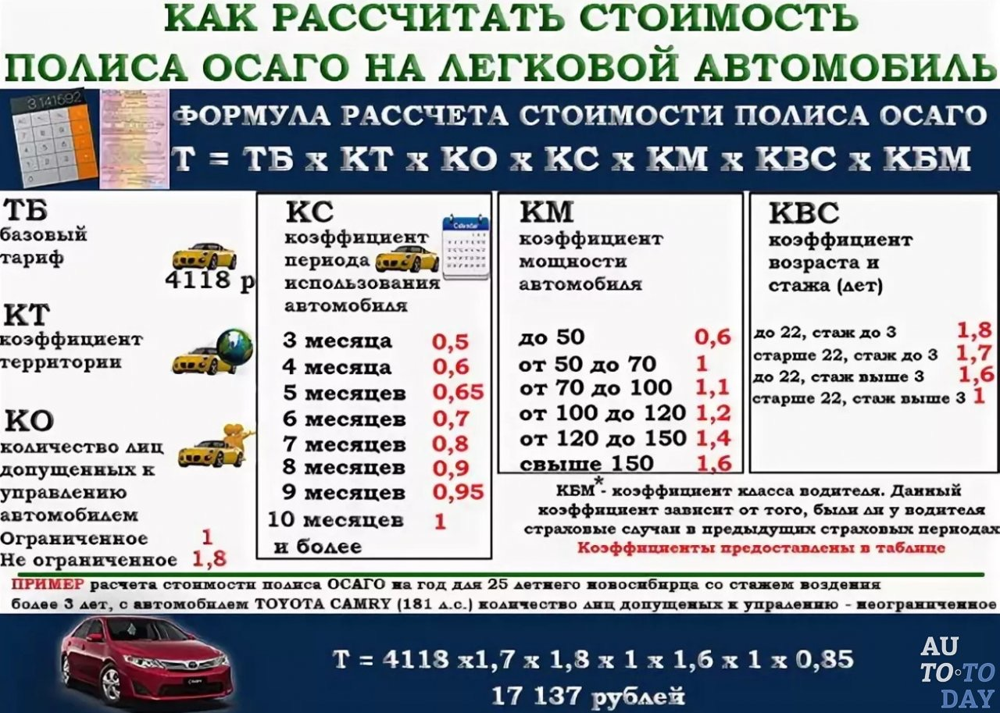 КАК РАССЧИТАТЬ СТОИМОСТЬ
ПОЛИСА ОСАГО НА ЛЕГКОВОЙ АВТОМОБИЛЬ
3.141592
ФОРМУЛА РАССЧЕТА СТОИМОСТИ ПОЛИСА ОСАГО
Т = ТБ х КТ х КО х КС х КМ х КВС х КБМ
ТБ
базовый
тариф
4118 р
КТ
коэффициент
территории
КО
количество лиц
допущенных к
управлению
автомобилем
Ограниченное 1
Не ограниченное 1,8
КС
коэффициент
периода
использования
автомобиля
Calendar
3 месяца 0,5
4 месяца 0,6
5 месяцев 0,65
6 месяцев 0,7
7 месяцев 0,8
8 месяцев 0,9
9 месяцев 0,95
10 месяцев 1
и более
КМ
коэффициент
мощности
автомобиля
до 50 0,6
от 50 до 70 1
от 70 до 100 1,1
от 100 до 120 1,2
от 120 до 150 1,4
свыше 150 1,6
КВС
коэффициент
возраста и
стажа (лет)
до 22, стаж до 3 1,8
старше 22, стаж до 3 1,7
до 22, стаж выше 3 1,6
старше 22, стаж выше 3 1
КБМ* - коэффициент класса водителя. Данный
коэффициент зависит от того, были ли у водителя
страховые случаи в предыдущих страховых периодах
Коэффициенты предоставлены в таблице
ПРИМЕР расчета стоимости полиса ОСАГО на год для 25 летнего новосибирца со стажем воздения
более 3 лет, с автомобилем TOYOTA CAMRY (181 л.с.) количество лиц допущеных к упралению - неограниченное
Т = 4118 х1,7 х 1,8 х 1 х 1,6 х 1 х 0,85
17 137 рублей
AU
TO◦TO
DAY